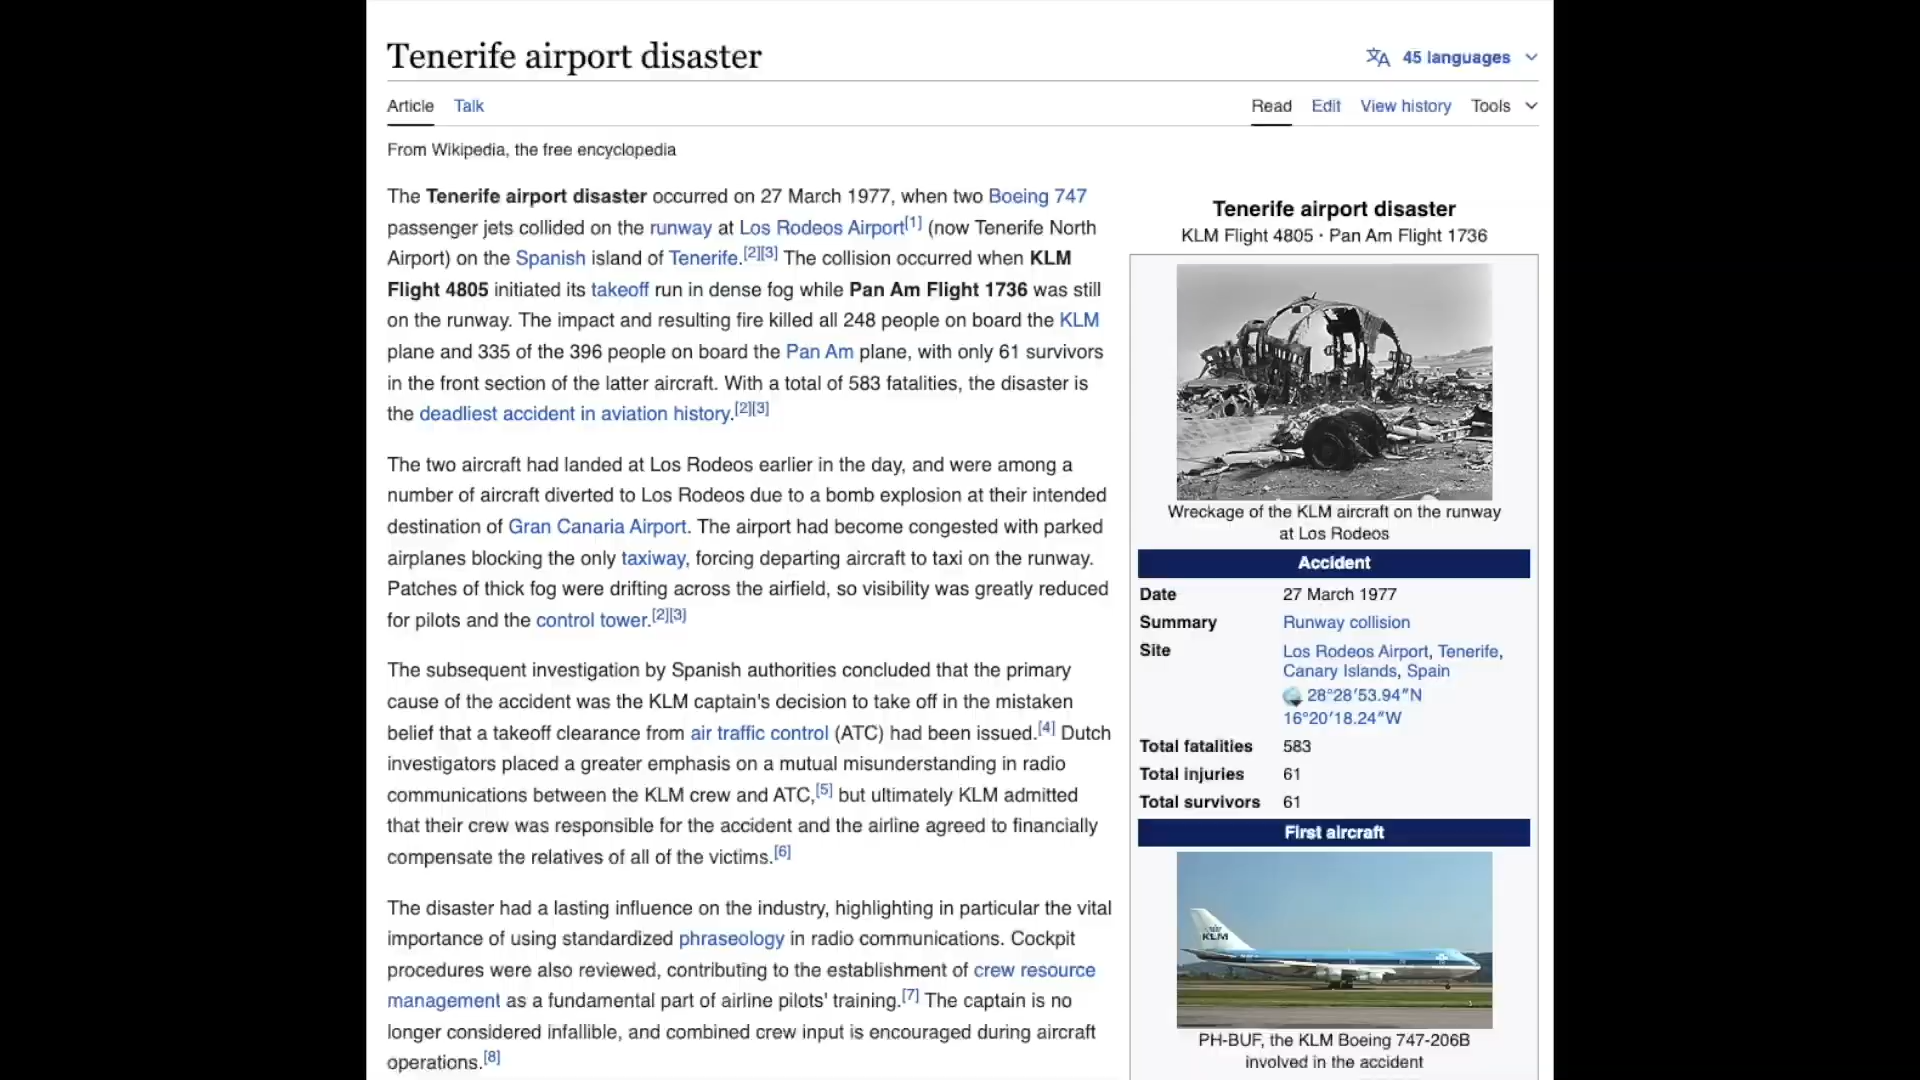 Tenerife airport disaster
45 languages
Article Talk
Read Edit View history Tools
From Wikipedia, the free encyclopedia
The Tenerife airport disaster occurred on 27 March 1977, when two Boeing 747
passenger jets collided on the runway at Los Rodeos Airport[1] (now Tenerife North
Airport) on the Spanish island of Tenerife.[2][3] The collision occurred when KLM
Flight 4805 initiated its takeoff run in dense fog while Pan Am Flight 1736 was still
on the runway. The impact and resulting fire killed all 248 people on board the KLM
plane and 335 of the 396 people on board the Pan Am plane, with only 61 survivors
in the front section of the latter aircraft. With a total of 583 fatalities, the disaster is
the deadliest accident in aviation history.[2][3]
The two aircraft had landed at Los Rodeos earlier in the day, and were among a
number of aircraft diverted to Los Rodeos due to a bomb explosion at their intended
destination of Gran Canaria Airport. The airport had become congested with parked
airplanes blocking the only taxiway, forcing departing aircraft to taxi on the runway.
Patches of thick fog were drifting across the airfield, so visibility was greatly reduced
for pilots and the control tower.[2][3]
The subsequent investigation by Spanish authorities concluded that the primary
cause of the accident was the KLM captain's decision to take off in the mistaken
belief that a takeoff clearance from air traffic control (ATC) had been issued.[4] Dutch
investigators placed a greater emphasis on a mutual misunderstanding in radio
communications between the KLM crew and ATC,[5] but ultimately KLM admitted
that their crew was responsible for the accident and the airline agreed to financially
compensate the relatives of all of the victims.[6]
The disaster had a lasting influence on the industry, highlighting in particular the vital
importance of using standardized phraseology in radio communications. Cockpit
procedures were also reviewed, contributing to the establishment of crew resource
management as a fundamental part of airline pilots' training.[7] The captain is no
longer considered infallible, and combined crew input is encouraged during aircraft
operations.[8]
Tenerife airport disaster
KLM Flight 4805 · Pan Am Flight 1736
Wreckage of the KLM aircraft on the runway
at Los Rodeos
Accident
Date 27 March 1977
Summary Runway collision
Site Los Rodeos Airport, Tenerife,
Canary Islands, Spain
28°28′53.94″N
16°20′18.24″W
Total fatalities 583
Total injuries 61
Total survivors 61
First aircraft
KLM
PH-BUF, the KLM Boeing 747-206B
involved in the accident